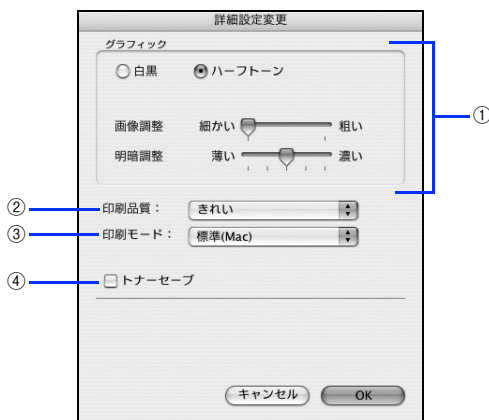 詳細設定変更
グラフィック
白黒 ハーフトーン
画像調整 細かい 粗い
明暗調整 薄い 濃い
①
② 印刷品質： きれい
③ 印刷モード： 標準(Mac)
④ トナーセーブ
キャンセル OK